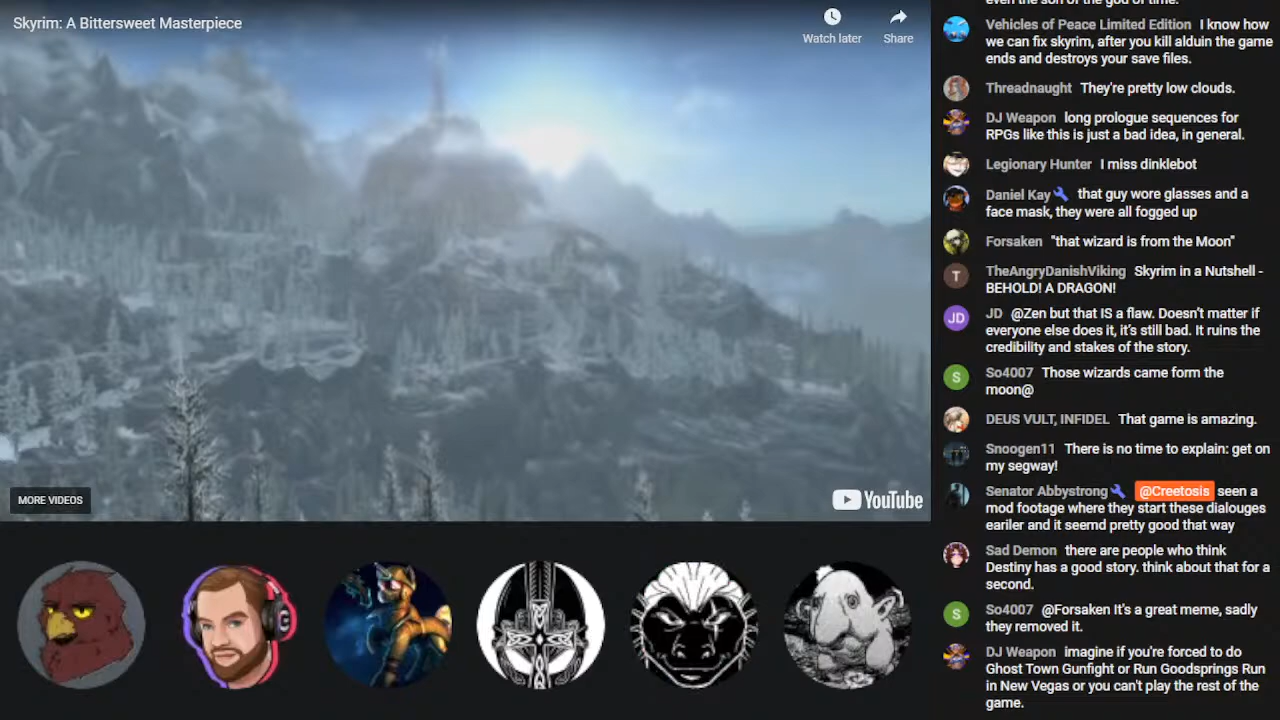 Skyrim: A Bittersweet Masterpiece
Watch later
Share
MORE VIDEOS
YouTube
even the son of the god of time.
Vehicles of Peace Limited Edition I know how
we can fix skyrim, after you kill alduin the game
ends and destroys your save files.
Threadnaught They're pretty low clouds.
DJ Weapon long prologue sequences for
RPGs like this is just a bad idea, in general.
Legionary Hunter I miss dinklebot
Daniel Kay that guy wore glasses and a
face mask, they were all fogged up
Forsaken "that wizard is from the Moon"
T
TheAngryDanishViking Skyrim in a Nutshell -
BEHOLD! A DRAGON!
JD
JD @Zen but that IS a flaw. Doesn't matter if
everyone else does it, it's still bad. It ruins the
credibility and stakes of the story.
S
So4007 Those wizards came form the
moon@
DEUS VULT, INFIDEL That game is amazing.
Snoogen11 There is no time to explain: get on
my segway!
Senator Abbystrong @Creetosis seen a
mod footage where they start these dialouges
eariler and it seemd pretty good that way
Sad Demon there are people who think
Destiny has a good story. think about that for a
second.
S
So4007 @Forsaken It's a great meme, sadly
they removed it.
DJ Weapon imagine if you're forced to do
Ghost Town Gunfight or Run Goodsprings Run
in New Vegas or you can't play the rest of the
game.